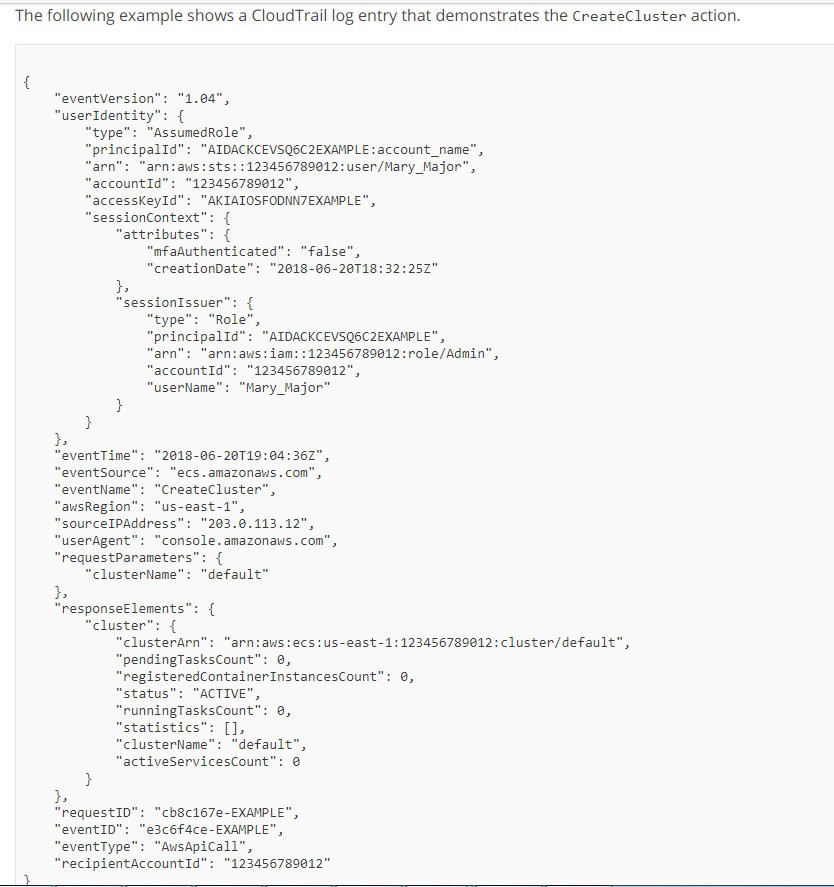 The following example shows a CloudTrail log entry that demonstrates the CreateCluster action.
{
    "eventVersion": "1.04",
    "userIdentity": {
        "type": "AssumedRole",
        "principalId": "AIDACKCEVSQ6C2EXAMPLE:account_name",
        "arn": "arn:aws:sts::123456789012:user/Mary_Major",
        "accountId": "123456789012",
        "accessKeyId": "AKIAIOSFODNN7EXAMPLE",
        "sessionContext": {
            "attributes": {
                "mfaAuthenticated": "false",
                "creationDate": "2018-06-20T18:32:25Z"
            },
            "sessionIssuer": {
                "type": "Role",
                "principalId": "AIDACKCEVSQ6C2EXAMPLE",
                "arn": "arn:aws:iam::123456789012:role/Admin",
                "accountId": "123456789012",
                "userName": "Mary_Major"
            }
        }
    },
    "eventTime": "2018-06-20T19:04:36Z",
    "eventSource": "ecs.amazonaws.com",
    "eventName": "CreateCluster",
    "awsRegion": "us-east-1",
    "sourceIPAddress": "203.0.113.12",
    "userAgent": "console.amazonaws.com",
    "requestParameters": {
        "clusterName": "default"
    },
    "responseElements": {
        "cluster": {
            "clusterArn": "arn:aws:ecs:us-east-1:123456789012:cluster/default",
            "pendingTasksCount": 0,
            "registeredContainerInstancesCount": 0,
            "status": "ACTIVE",
            "runningTasksCount": 0,
            "statistics": [],
            "clusterName": "default",
            "activeServicesCount": 0
        }
    },
    "requestID": "cb8c167e-EXAMPLE",
    "eventID": "e3c6f4ce-EXAMPLE",
    "eventType": "AwsApiCall",
    "recipientAccountId": "123456789012"
}